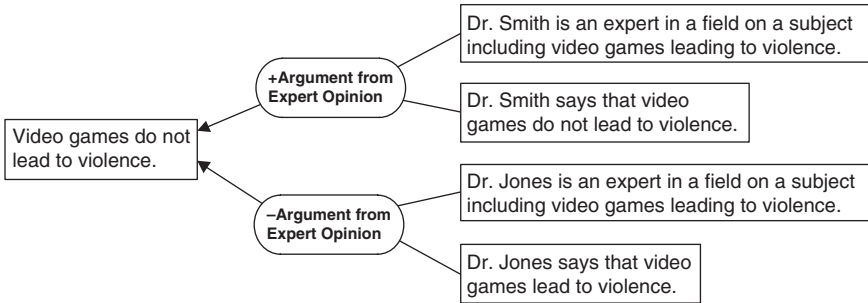 Dr. Smith is an expert in a field on a subject
including video games leading to violence.
+Argument from
Expert Opinion
Dr. Smith says that video
games do not lead to violence.
Video games do not
lead to violence.
Dr. Jones is an expert in a field on a subject
including video games leading to violence.
–Argument from
Expert Opinion
Dr. Jones says that video
games lead to violence.